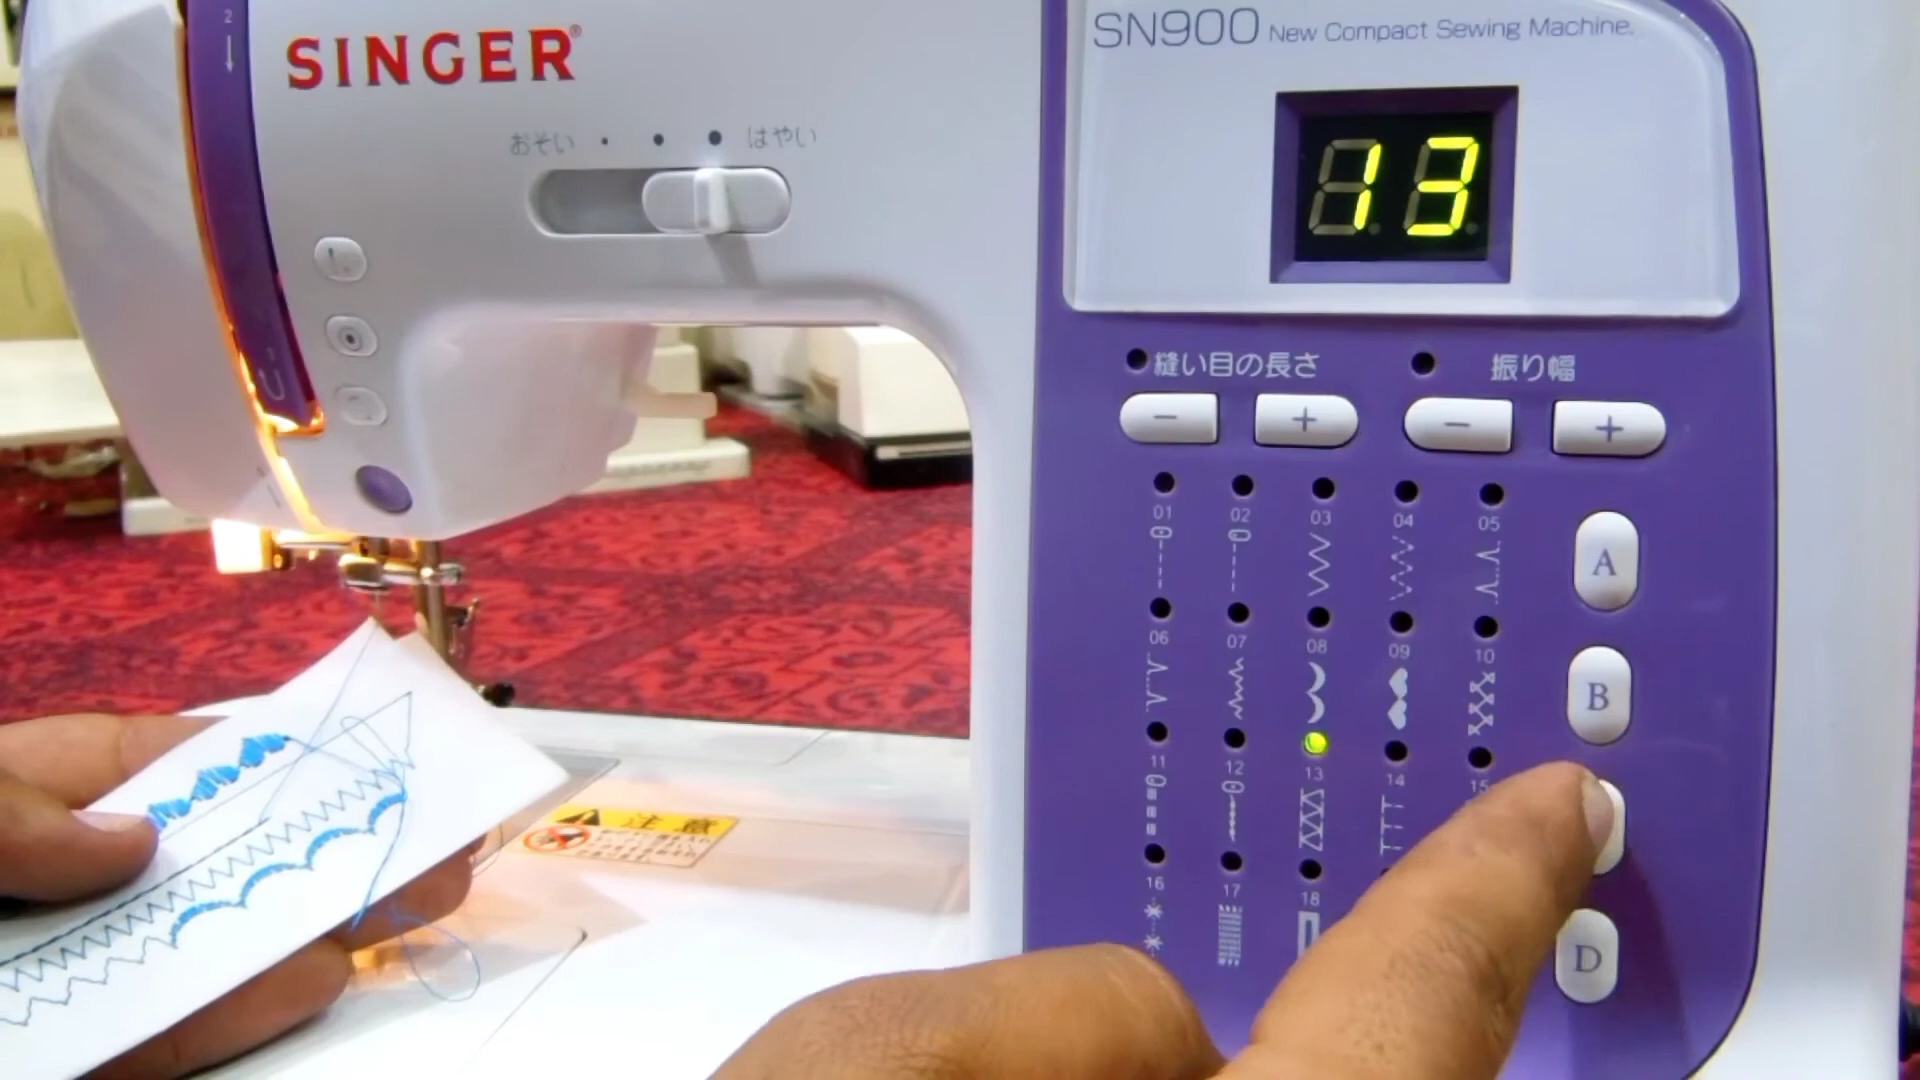 2
SINGER®
おそい はやい
SN900 New Compact Sewing Machine.
13
縫い目の長さ 振り幅
− + − +
01 02 03 04 05
A
06 07 08 09 10
B
11 12 13 14 15
16 17 18
D
注意